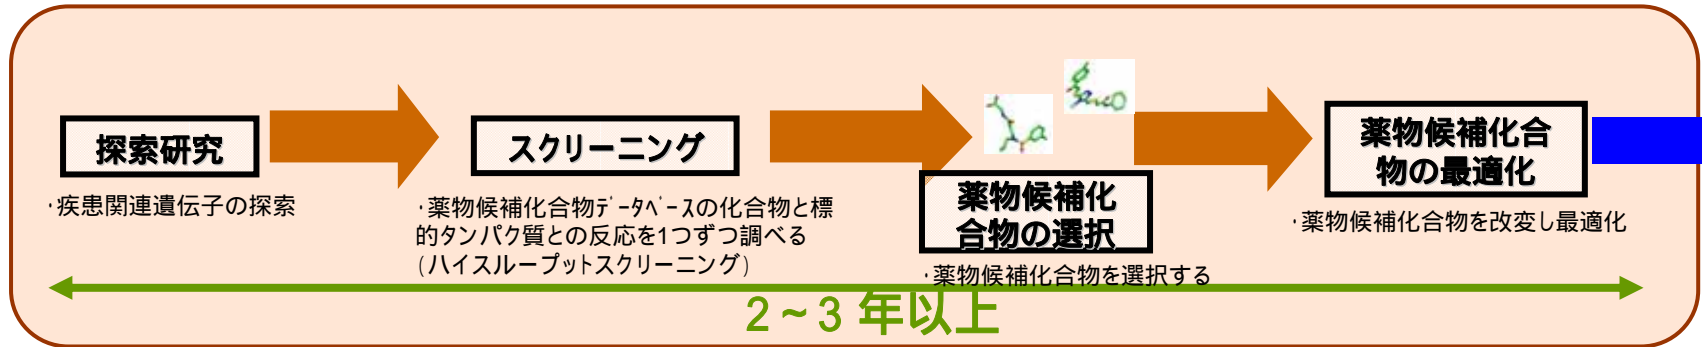 探索研究
・疾患関連遺伝子の探索
スクリーニング
・薬物候補化合物ﾃﾞｰﾀﾍﾞｰｽの化合物と標
的タンパク質との反応を1つずつ調べる
(ハイスループットスクリーニング)
薬物候補化
合物の選択
・薬物候補化合物を選択する
薬物候補化合
物の最適化
・薬物候補化合物を改変し最適化
2~3 年以上